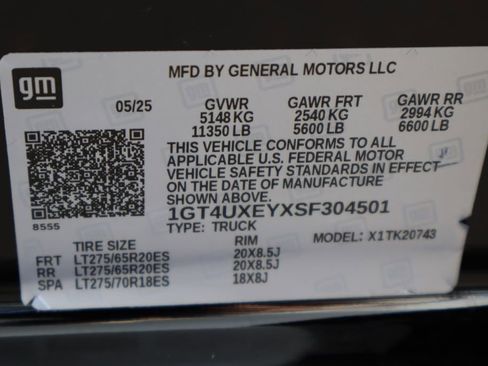 gm
MFD BY GENERAL MOTORS LLC
05/25 GVWR GAWR FRT GAWR RR
5148 KG 2540 KG 2994 KG
11350 LB 5600 LB 6600 LB
THIS VEHICLE CONFORMS TO ALL
APPLICABLE U.S. FEDERAL MOTOR
VEHICLE SAFETY STANDARDS IN EFFECT
ON THE DATE OF MANUFACTURE
SHOWN ABOVE.
8555
1GT4UXEYXSF304501
TYPE: TRUCK MODEL: X1TK20743
TIRE SIZE RIM
FRT LT275/65R20ES 20X8.5J
RR LT275/65R20ES 20X8.5J
SPA LT275/70R18ES 18X8J